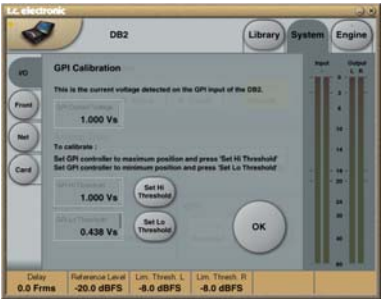 t.c. electronic
DB2
Library
System
Engine
I/O
GPI Calibration
Input
Output
L R
This is the current voltage detected on the GPI input of the DB2.
Front
1.000 Vs
Net
To calibrate :
Set GPI controller to maximum position and press 'Set Hi Threshold'
Set GPI controller to minimum position and press 'Set Lo Threshold'
Card
1.000 Vs
Set Hi Threshold
0.438 Vs
Set Lo Threshold
OK
Delay
Reference Level
Lim. Thresh. L
Lim. Thresh. R
0.0 Frms
-20.0 dBFS
-8.0 dBFS
-8.0 dBFS